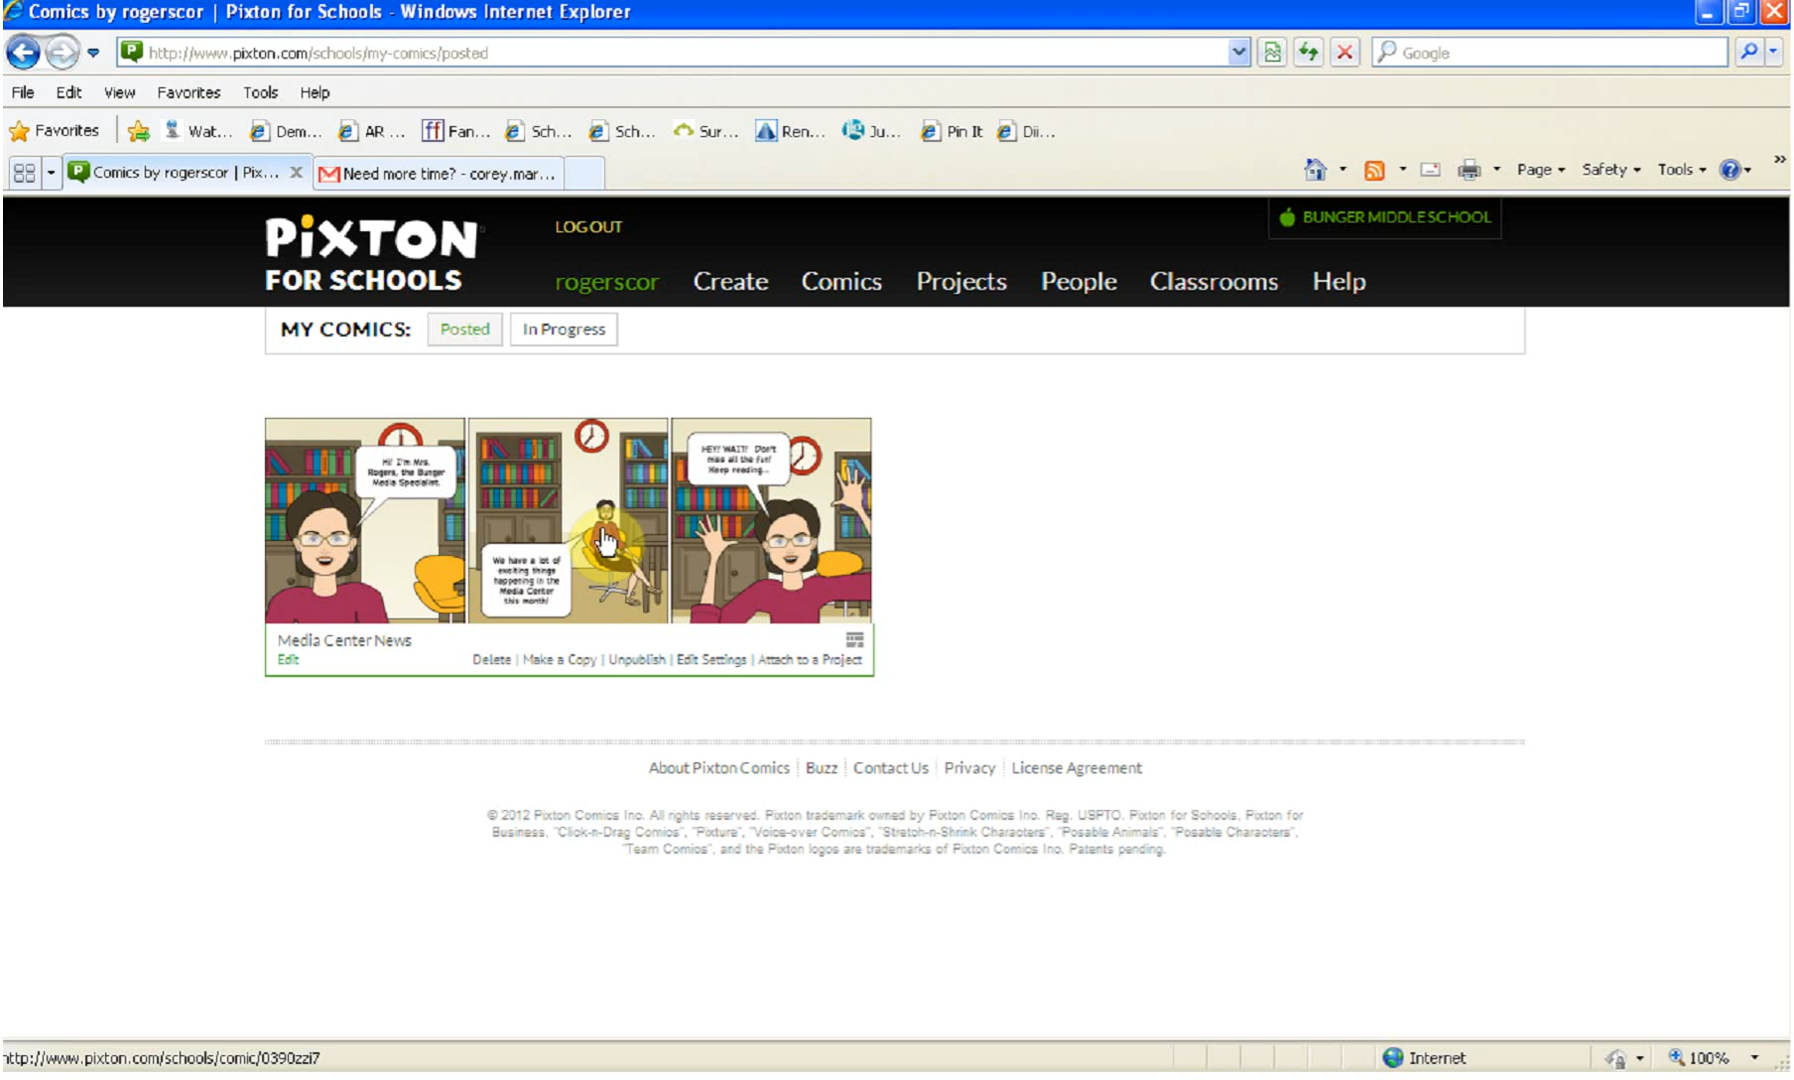 Comics by rogerscor | Pixton for Schools - Windows Internet Explorer
http://www.pixton.com/schools/my-comics/posted
Google
File Edit View Favorites Tools Help
Favorites Wat... Dem... AR ... Fan... Sch... Sch... Sur... Ren... Ju... Pin It Dii...
Comics by rogerscor | Pix... X Need more time? - corey.mar...
Page Safety Tools
PiXTON
FOR SCHOOLS
LOG OUT
BUNGER MIDDLE SCHOOL
rogerscor Create Comics Projects People Classrooms Help
MY COMICS: Posted In Progress
Hi! I'm Mrs.
Rogers, the Bunger
Media Specialist.
We have a lot of
exciting things
happening in the
Media Center
this month!
HEY! WAIT! Don't
miss all the fun!
Keep reading...
Media Center News
Edit
Delete | Make a Copy | Unpublish | Edit Settings | Attach to a Project
About Pixton Comics Buzz Contact Us Privacy License Agreement
© 2012 Pixton Comics Inc. All rights reserved. Pixton trademark owned by Pixton Comics Inc. Reg. USPTO. Pixton for Schools, Pixton for
Business, "Click-n-Drag Comics", "Pixture", "Voice-over Comics", "Stretch-n-Shrink Characters", "Posable Animals", "Posable Characters",
"Team Comics", and the Pixton logos are trademarks of Pixton Comics Inc. Patents pending.
http://www.pixton.com/schools/comic/0390zzi7
Internet
100%